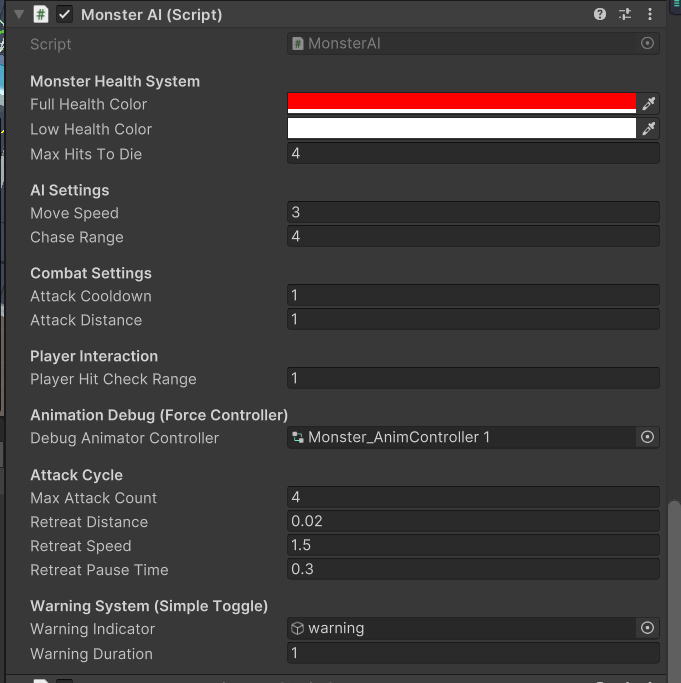 Monster AI (Script)
Script MonsterAI
Monster Health System
Full Health Color
Low Health Color
Max Hits To Die 4
AI Settings
Move Speed 3
Chase Range 4
Combat Settings
Attack Cooldown 1
Attack Distance 1
Player Interaction
Player Hit Check Range 1
Animation Debug (Force Controller)
Debug Animator Controller Monster_AnimController 1
Attack Cycle
Max Attack Count 4
Retreat Distance 0.02
Retreat Speed 1.5
Retreat Pause Time 0.3
Warning System (Simple Toggle)
Warning Indicator warning
Warning Duration 1